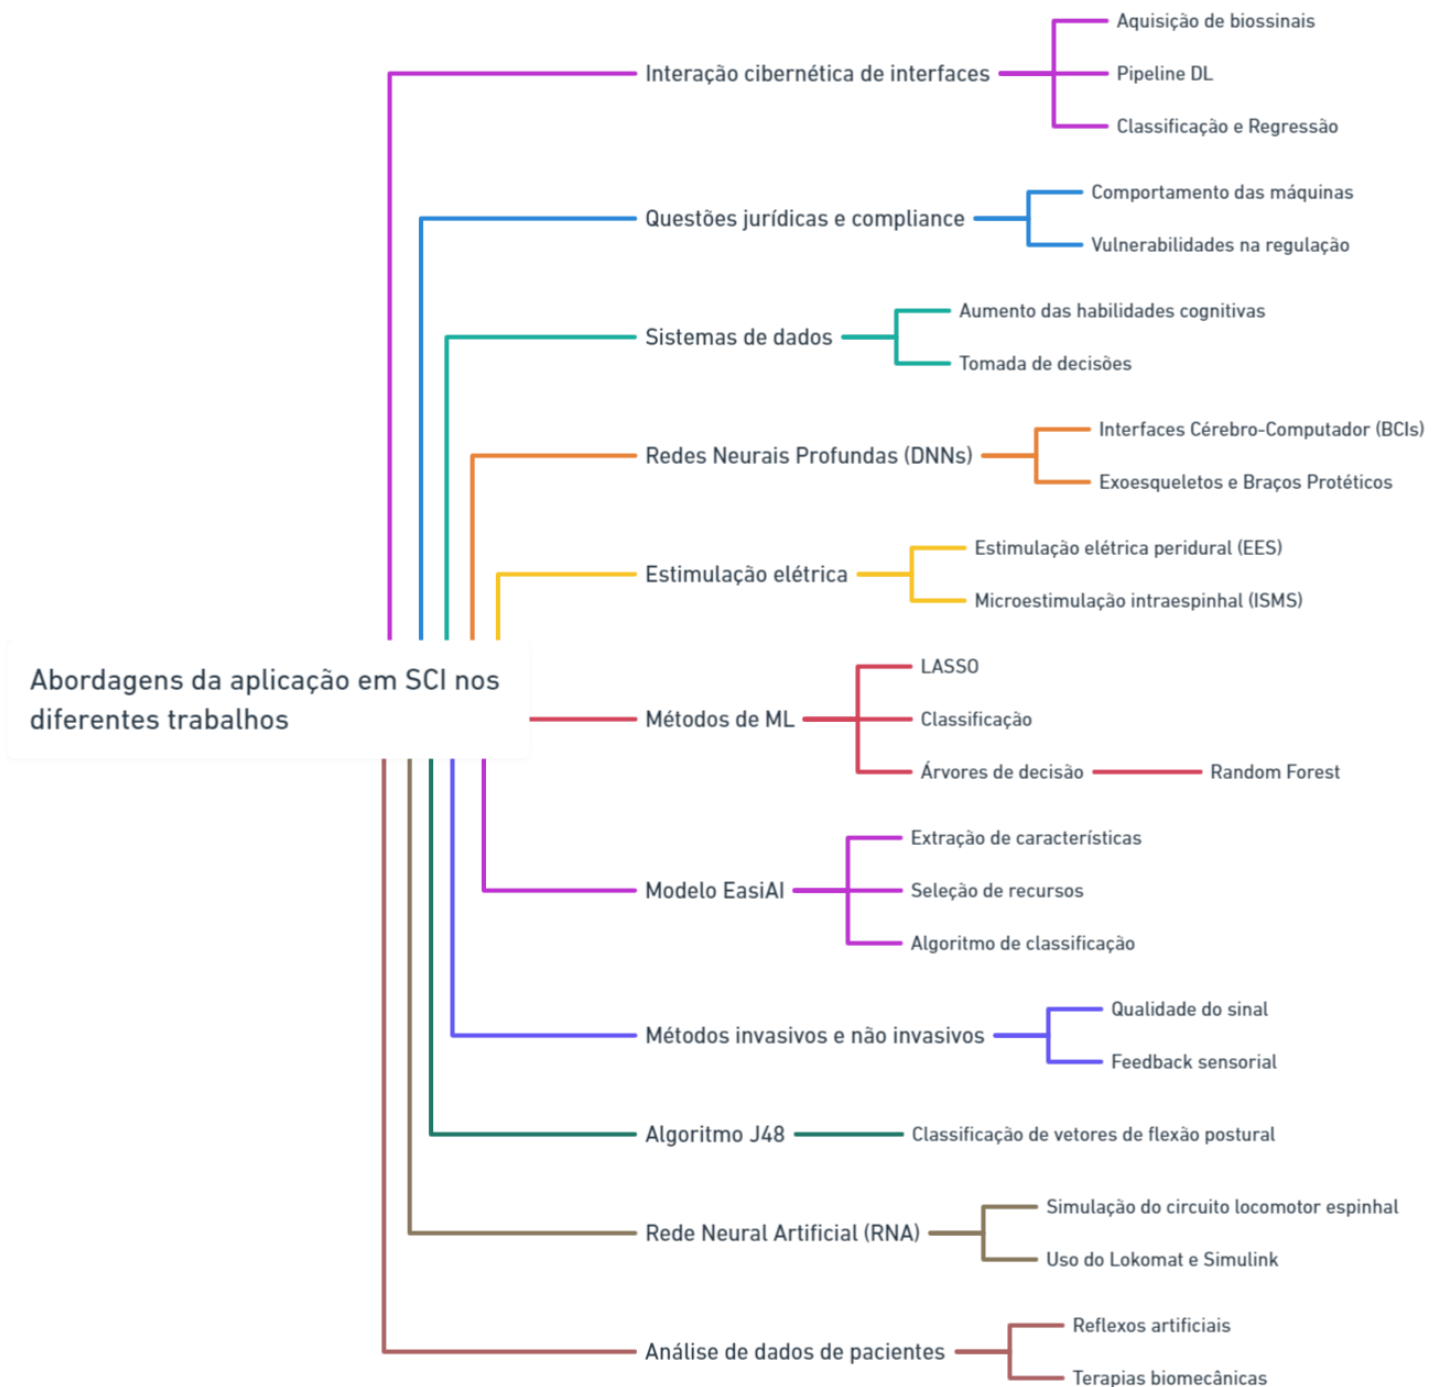 Abordagens da aplicação em SCI nos
diferentes trabalhos
Interação cibernética de interfaces
Aquisição de biossinais
Pipeline DL
Classificação e Regressão
Questões jurídicas e compliance
Comportamento das máquinas
Vulnerabilidades na regulação
Sistemas de dados
Aumento das habilidades cognitivas
Tomada de decisões
Redes Neurais Profundas (DNNs)
Interfaces Cérebro-Computador (BCIs)
Exoesqueletos e Braços Protéticos
Estimulação elétrica
Estimulação elétrica peridural (EES)
Microestimulação intraespinhal (ISMS)
Métodos de ML
LASSO
Classificação
Árvores de decisão
Random Forest
Modelo EasiAI
Extração de características
Seleção de recursos
Algoritmo de classificação
Métodos invasivos e não invasivos
Qualidade do sinal
Feedback sensorial
Algoritmo J48
Classificação de vetores de flexão postural
Rede Neural Artificial (RNA)
Simulação do circuito locomotor espinhal
Uso do Lokomat e Simulink
Análise de dados de pacientes
Reflexos artificiais
Terapias biomecânicas